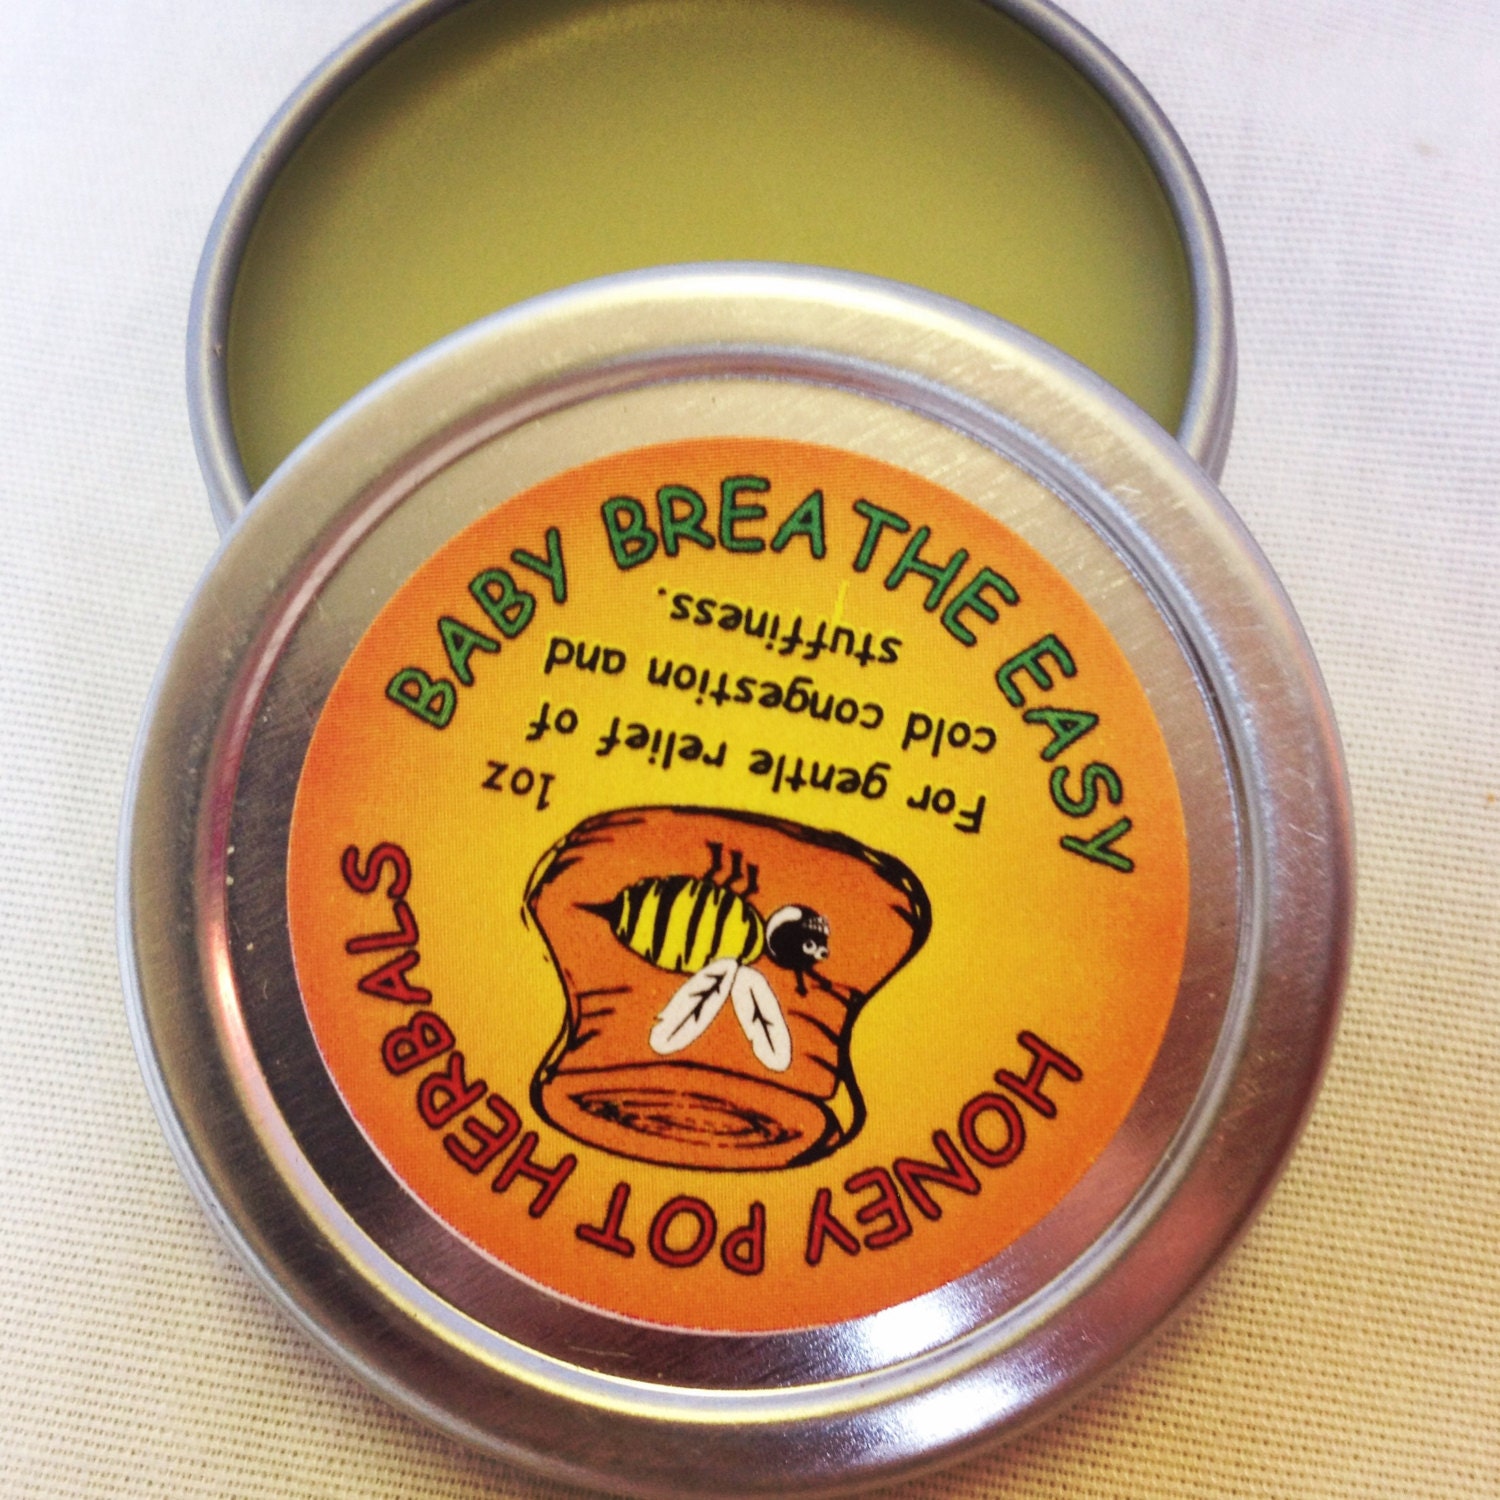 HONEY POT HERBALS
1oz
For gentle relief of
cold congestion and
stuffiness.
BABY BREATHE EASY